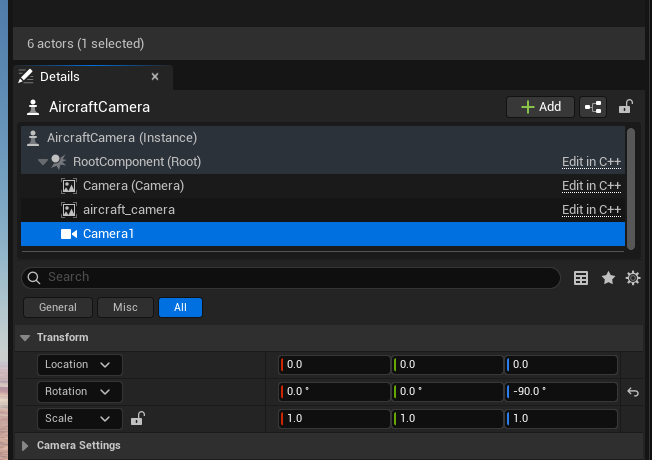 6 actors (1 selected)
Details
AircraftCamera
Add
AircraftCamera (Instance)
RootComponent (Root) Edit in C++
Camera (Camera) Edit in C++
aircraft_camera Edit in C++
Camera1
Search
General Misc All
Transform
Location 0.0 0.0 0.0
Rotation 0.0 ° 0.0 ° -90.0 °
Scale 1.0 1.0 1.0
Camera Settings